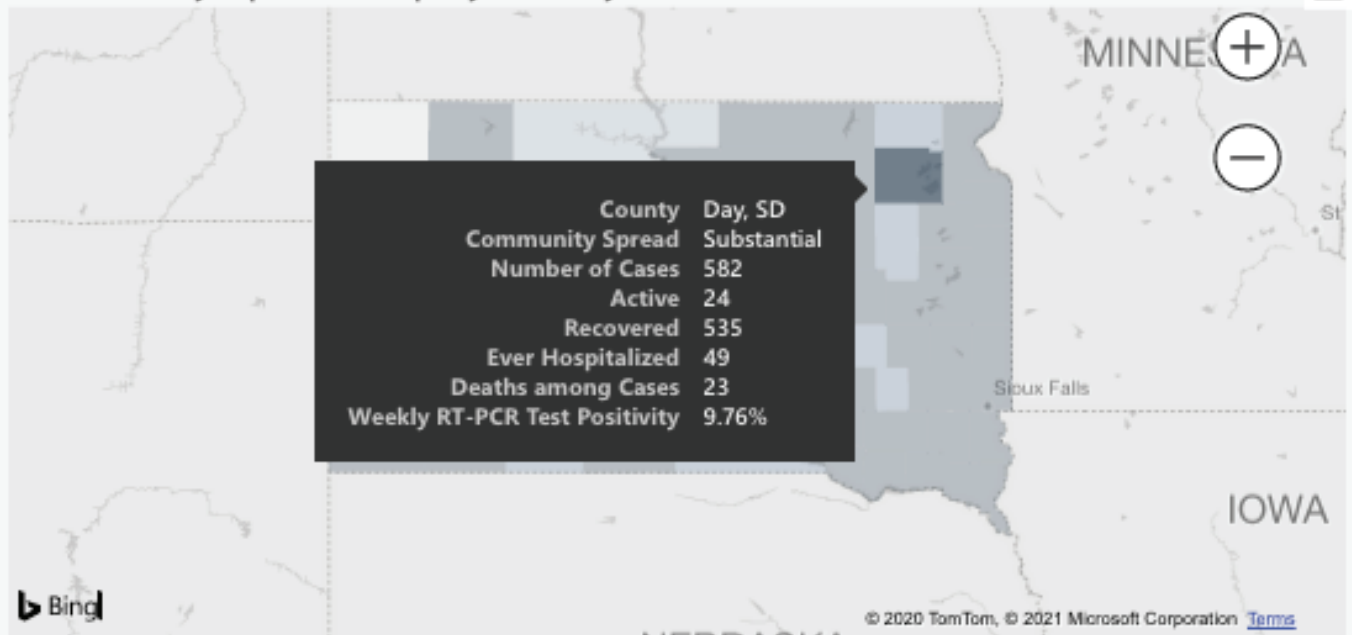 MINNES A
+
−
County Day, SD
Community Spread Substantial
Number of Cases 582
Active 24
Recovered 535
Ever Hospitalized 49
Deaths among Cases 23
Weekly RT-PCR Test Positivity 9.76%
St
Sioux Falls
IOWA
Bing
© 2020 TomTom, © 2021 Microsoft Corporation Terms